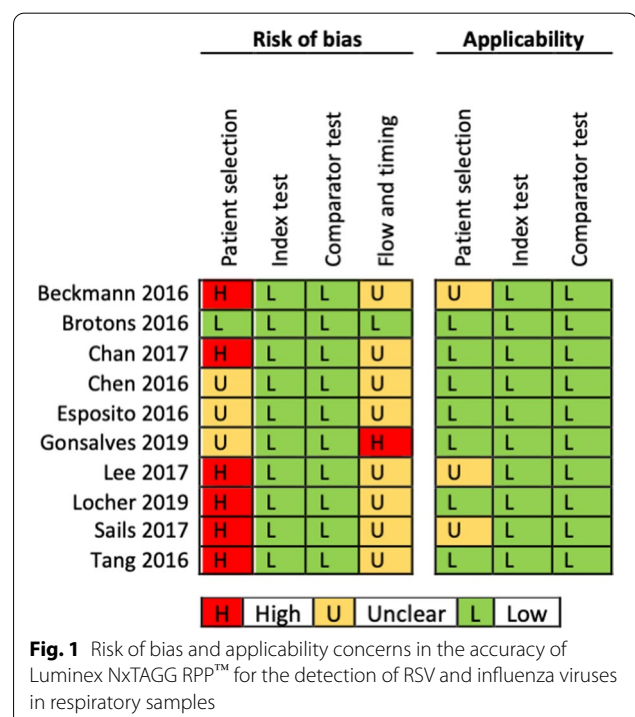 Risk of bias Applicability
Patient selection Index test Comparator test Flow and timing Patient selection Index test Comparator test
Beckmann 2016 H L L U U L L
Brotons 2016 L L L L L L L
Chan 2017 H L L U L L L
Chen 2016 U L L U L L L
Esposito 2016 U L L U L L L
Gonsalves 2019 U L L H L L L
Lee 2017 H L L U U L L
Locher 2019 H L L U L L L
Sails 2017 H L L U U L L
Tang 2016 H L L U L L L
H High U Unclear L Low
Fig. 1 Risk of bias and applicability concerns in the accuracy of
Luminex NxTAGG RPP™ for the detection of RSV and influenza viruses
in respiratory samples